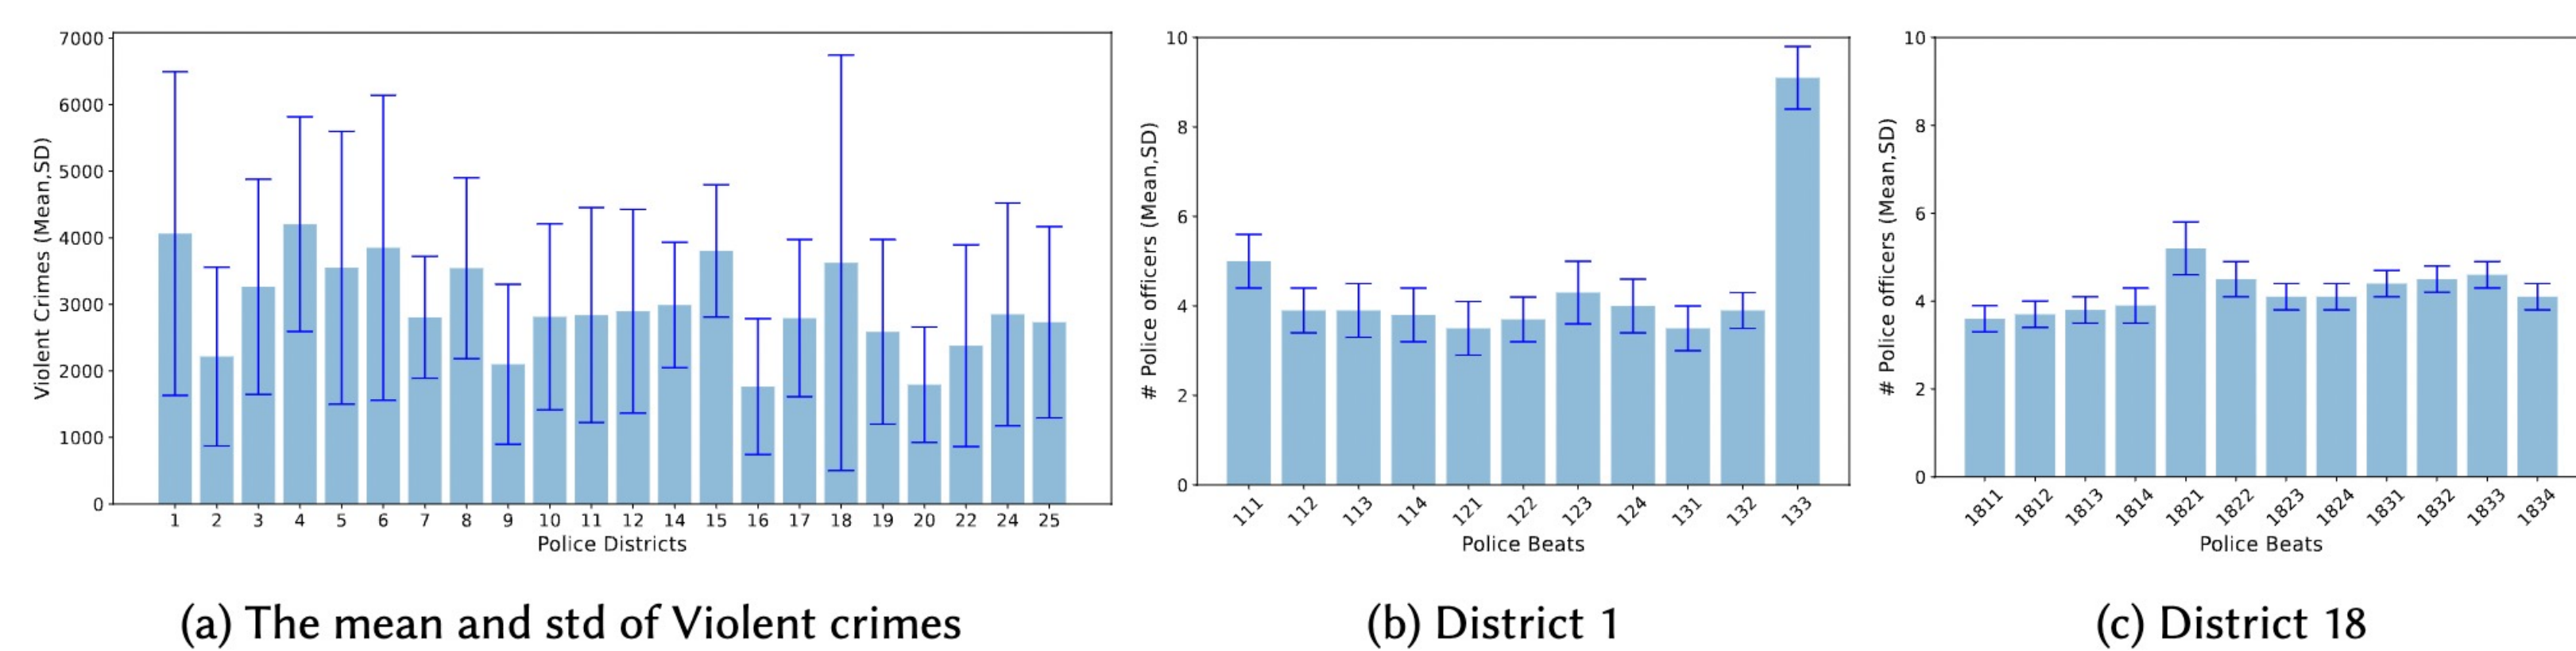 7000
6000
5000
4000
3000
2000
1000
0
Violent Crimes (Mean,SD)
1 2 3 4 5 6 7 8 9 10 11 12 14 15 16 17 18 19 20 22 24 25
Police Districts
(a) The mean and std of Violent crimes
10
8
6
4
2
0
# Police officers (Mean,SD)
111 112 113 114 121 122 123 124 131 132 133
Police Beats
(b) District 1
10
8
6
4
2
0
# Police officers (Mean,SD)
1811 1812 1813 1814 1821 1822 1823 1824 1831 1832 1833 1834
Police Beats
(c) District 18